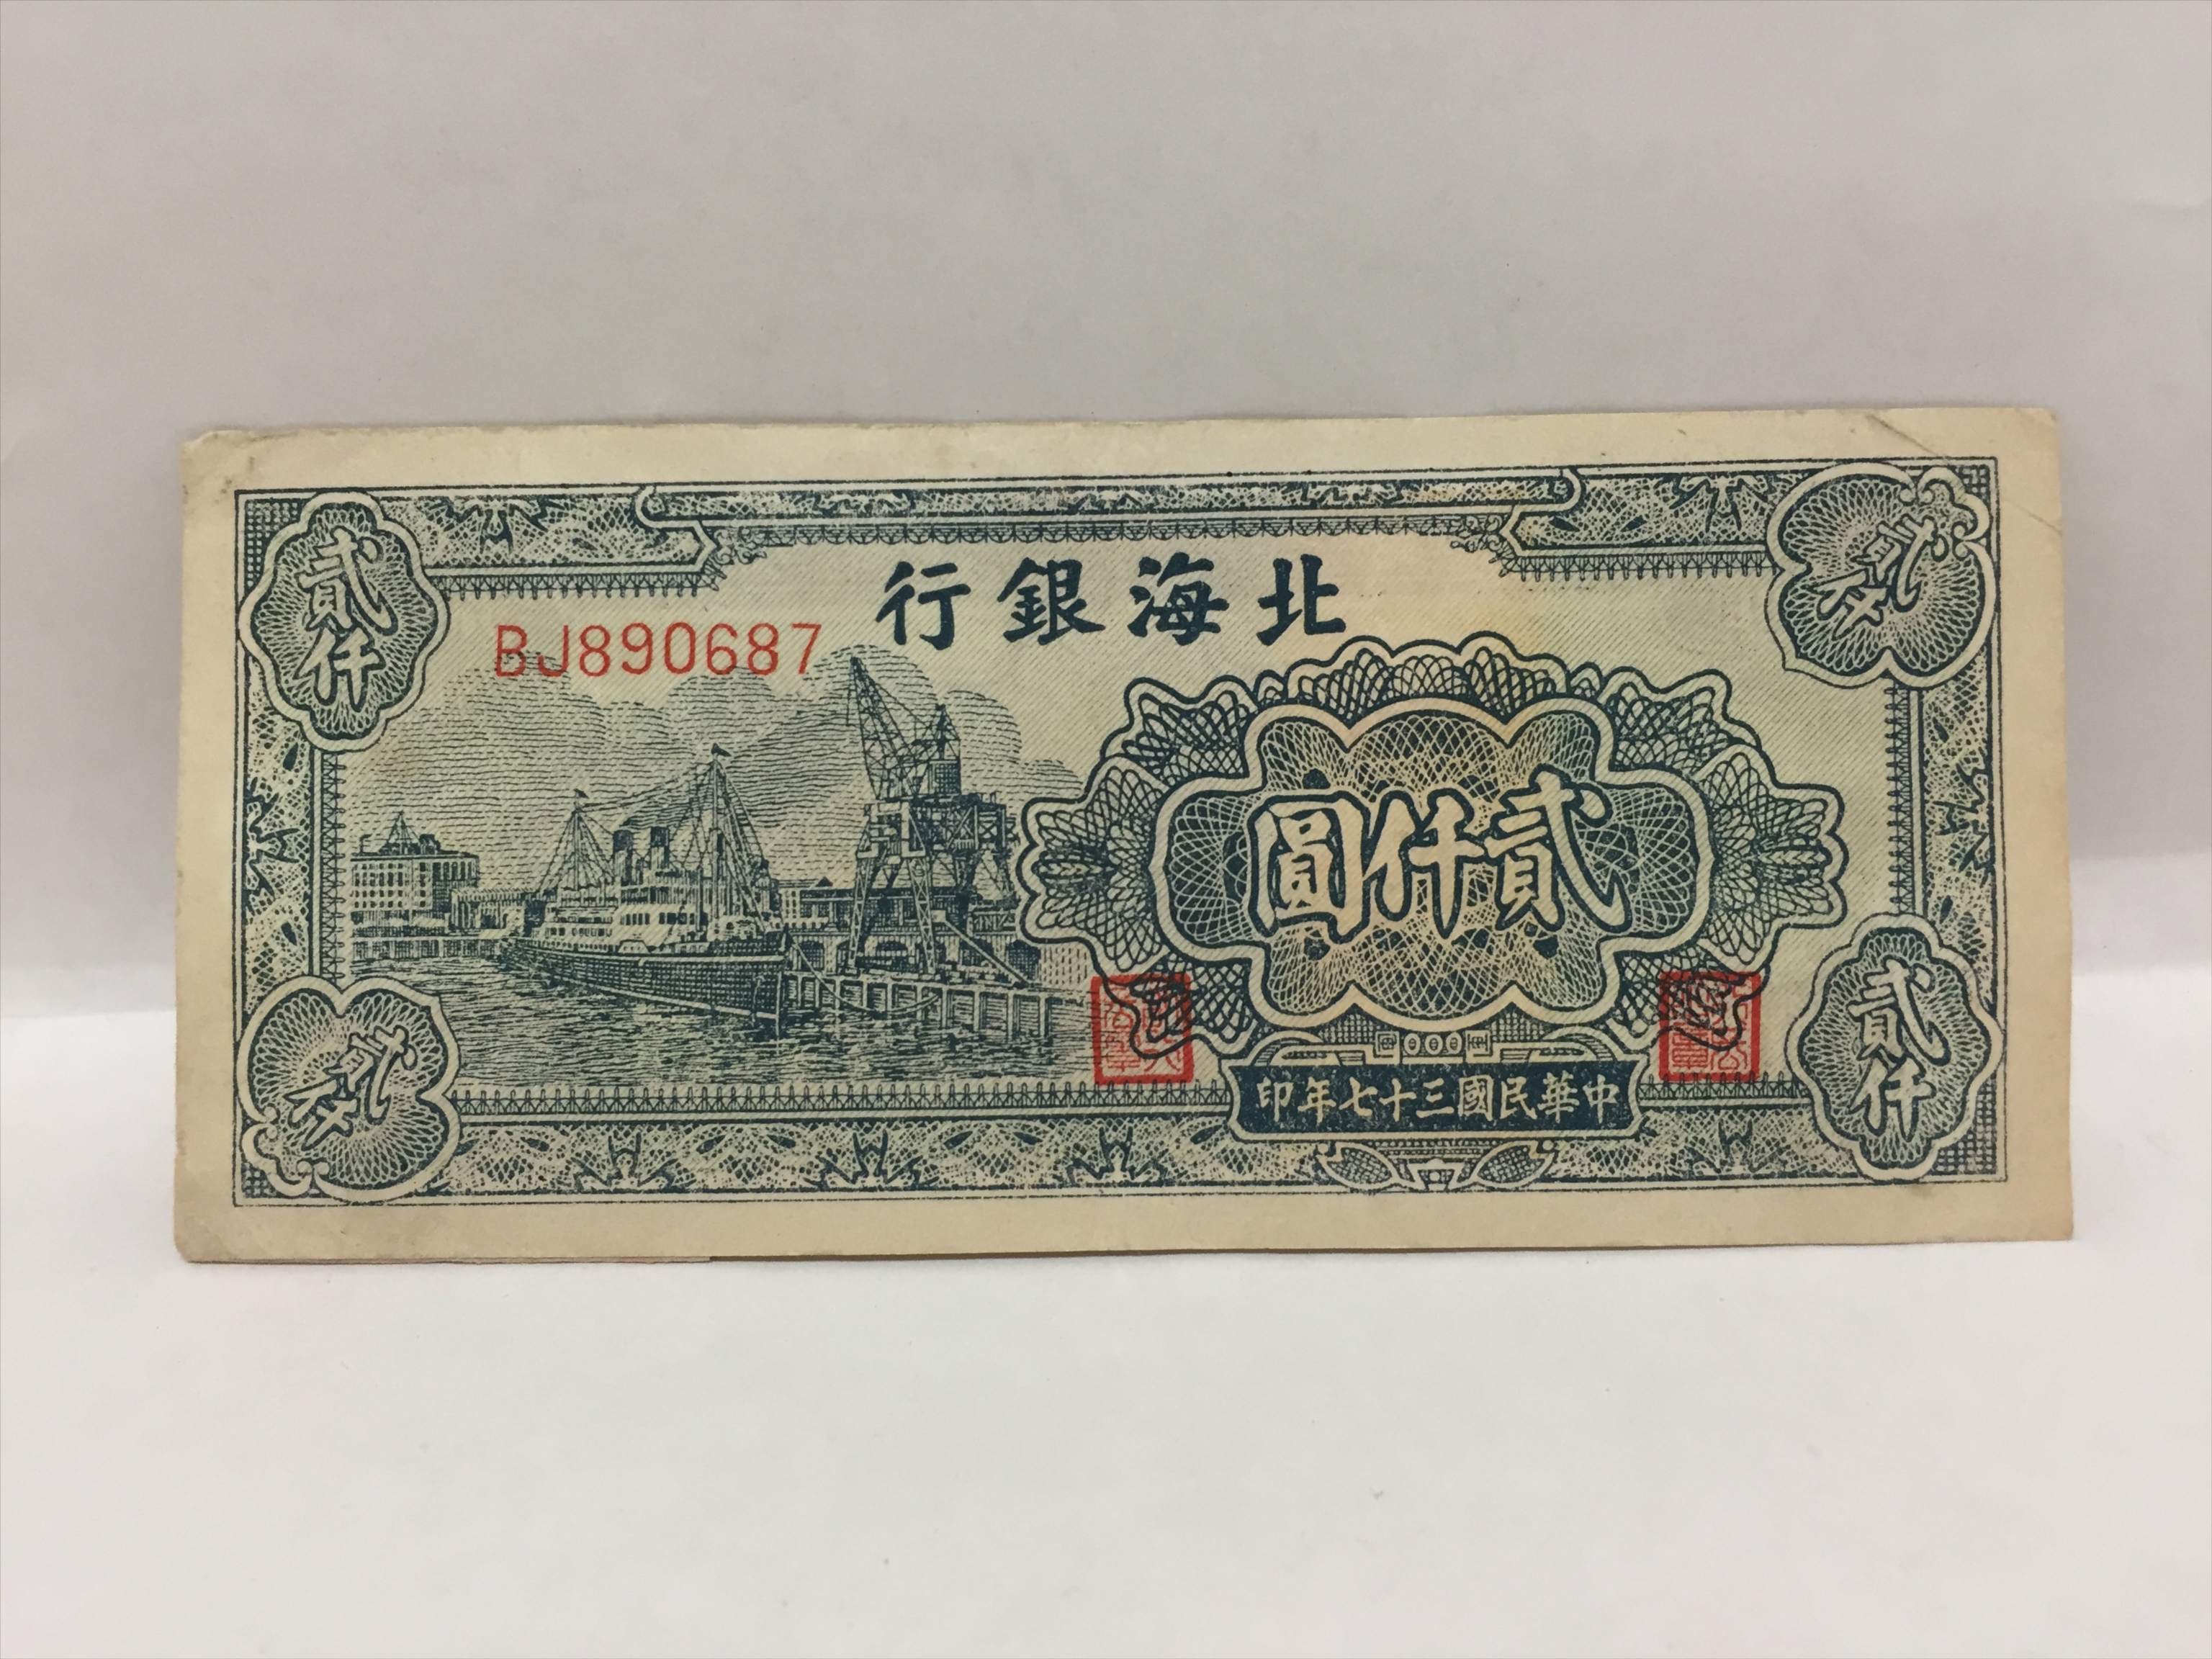 北海銀行
BJ890687
貳仟
貳仟
貳仟圓
貳仟
貳仟
中華民國三十七年印